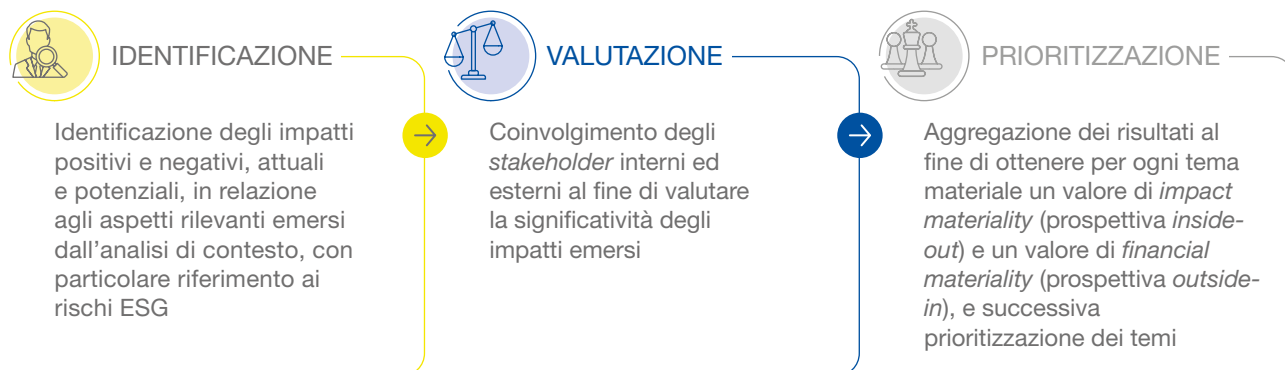 IDENTIFICAZIONE
Identificazione degli impatti
positivi e negativi, attuali
e potenziali, in relazione
agli aspetti rilevanti emersi
dall’analisi di contesto, con
particolare riferimento ai
rischi ESG
VALUTAZIONE
Coinvolgimento degli
stakeholder interni ed
esterni al fine di valutare
la significatività degli
impatti emersi
PRIORITIZZAZIONE
Aggregazione dei risultati al
fine di ottenere per ogni tema
materiale un valore di impact
materiality (prospettiva inside-
out) e un valore di financial
materiality (prospettiva outside-
in), e successiva
prioritizzazione dei temi